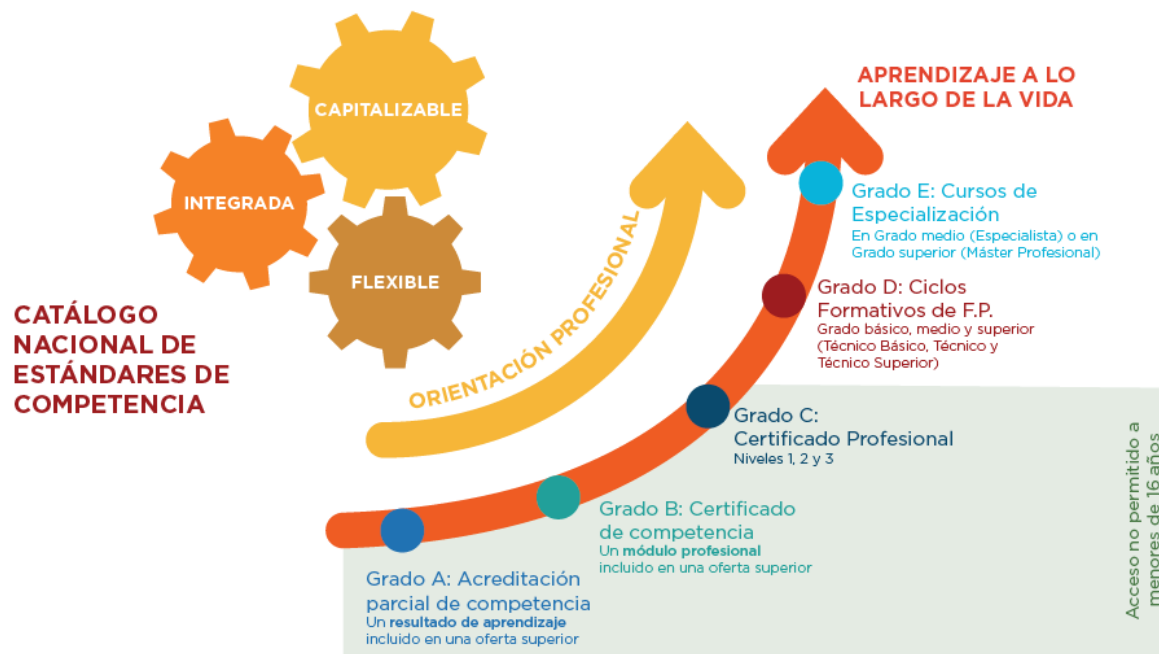 CAPITALIZABLE
INTEGRADA
FLEXIBLE
CATÁLOGO
NACIONAL DE
ESTÁNDARES DE
COMPETENCIA
ORIENTACIÓN PROFESIONAL
APRENDIZAJE A LO
LARGO DE LA VIDA
Grado E: Cursos de
Especialización
En Grado medio (Especialista) o en
Grado superior (Máster Profesional)
Grado D: Ciclos
Formativos de F.P.
Grado básico, medio y superior
(Técnico Básico, Técnico y
Técnico Superior)
Grado C:
Certificado Profesional
Niveles 1, 2 y 3
Grado B: Certificado
de competencia
Un módulo profesional
incluido en una oferta superior
Grado A: Acreditación
parcial de competencia
Un resultado de aprendizaje
incluido en una oferta superior
Acceso no permitido a
menores de 16 años